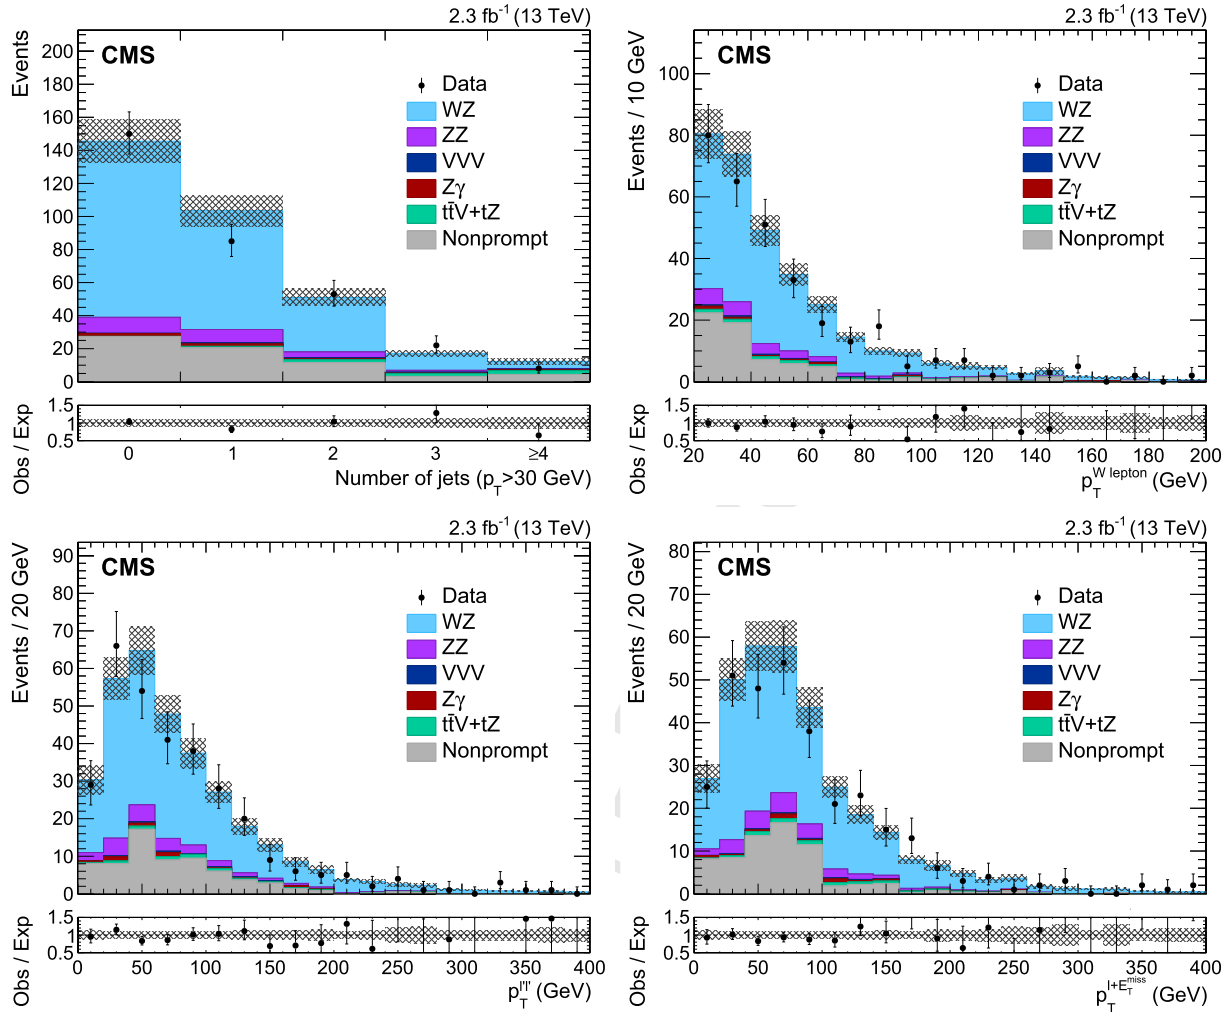 2.3 fb⁻¹ (13 TeV)
CMS
Events
200
180
160
140
120
100
80
60
40
20
0
Data
WZ
ZZ
VVV
Zγ
tt̄V+tZ
Nonprompt
Obs / Exp
1.5
1
0.5
0 1 2 3 ≥4
Number of jets (p_T>30 GeV)
2.3 fb⁻¹ (13 TeV)
CMS
Events / 10 GeV
100
80
60
40
20
0
Data
WZ
ZZ
VVV
Zγ
tt̄V+tZ
Nonprompt
Obs / Exp
1.5
1
0.5
20 40 60 80 100 120 140 160 180 200
p_T^W lepton (GeV)
2.3 fb⁻¹ (13 TeV)
CMS
Events / 20 GeV
90
80
70
60
50
40
30
20
10
0
Data
WZ
ZZ
VVV
Zγ
tt̄V+tZ
Nonprompt
Obs / Exp
1.5
1
0.5
0 50 100 150 200 250 300 350 400
p_T^l'l' (GeV)
2.3 fb⁻¹ (13 TeV)
CMS
Events / 20 GeV
80
70
60
50
40
30
20
10
0
Data
WZ
ZZ
VVV
Zγ
tt̄V+tZ
Nonprompt
Obs / Exp
1.5
1
0.5
0 50 100 150 200 250 300 350 400
p_T^l+E_T^miss (GeV)